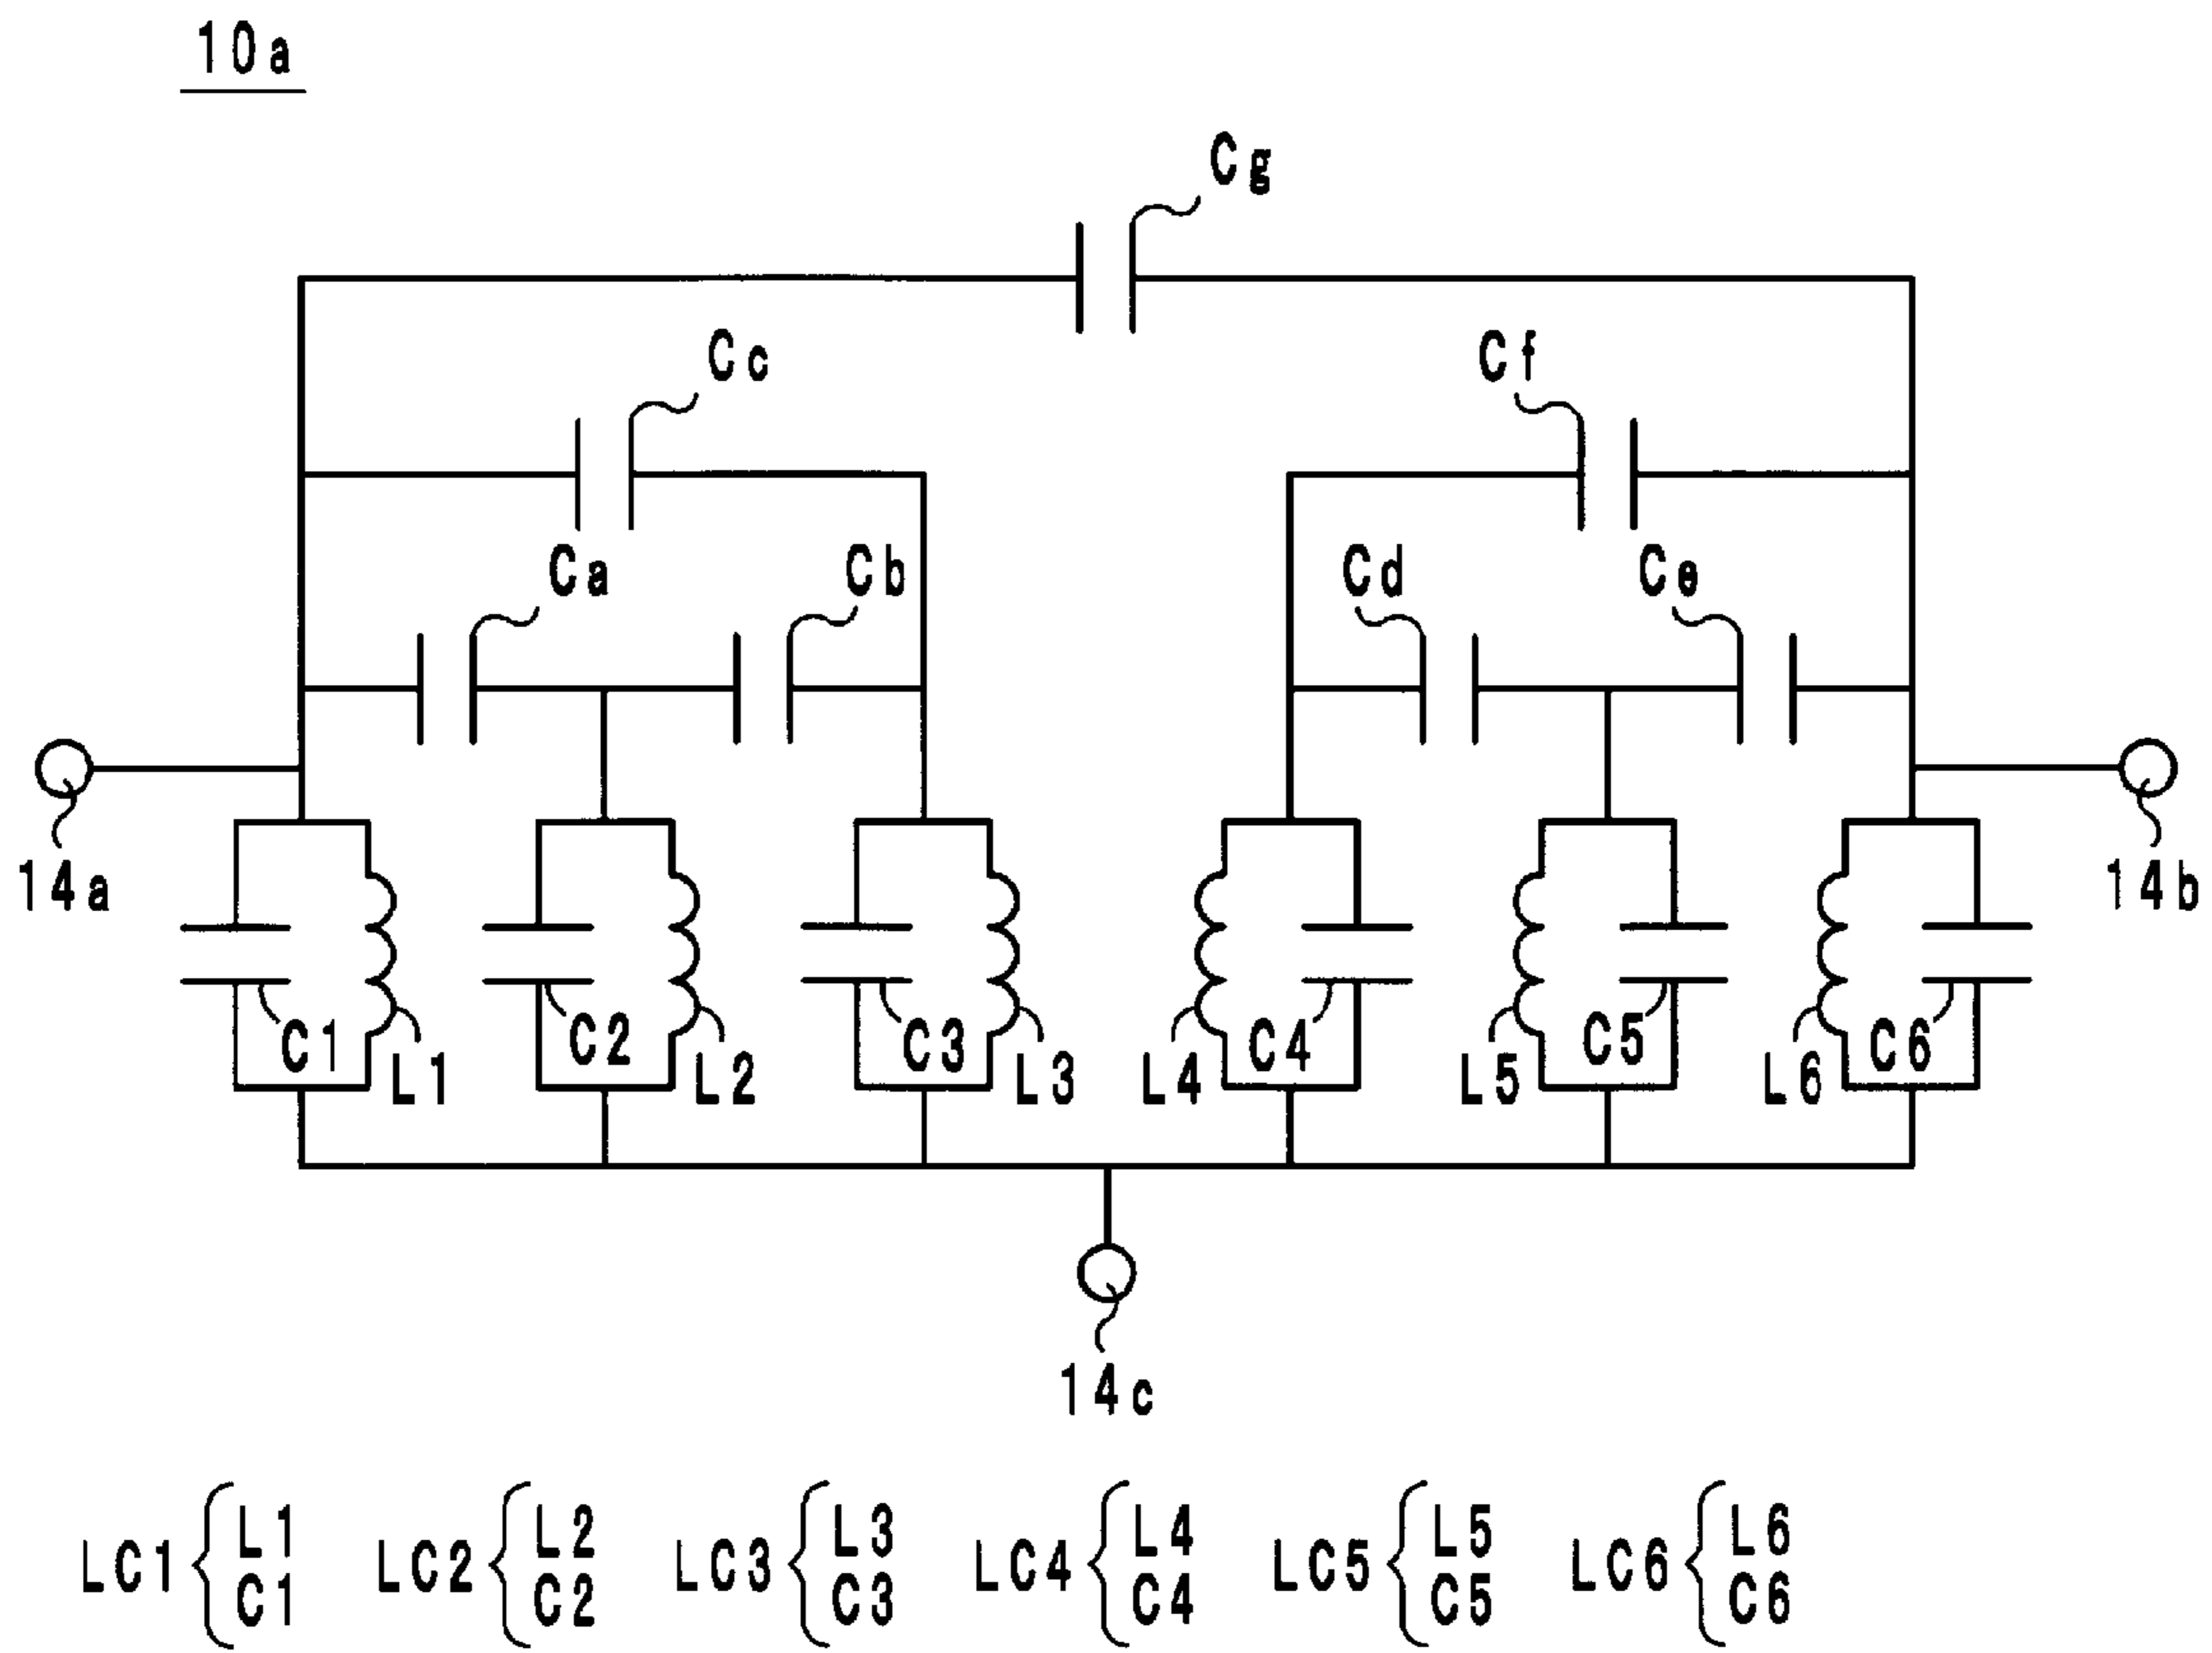 10a
Cg
Cc Cf
Ca Cb Cd Ce
14a 14b
C1 C2 C3 C4 C5 C6
L1 L2 L3 L4 L5 L6
14c
LC1 { L1 C1 LC2 { L2 C2 LC3 { L3 C3 LC4 { L4 C4 LC5 { L5 C5 LC6 { L6 C6